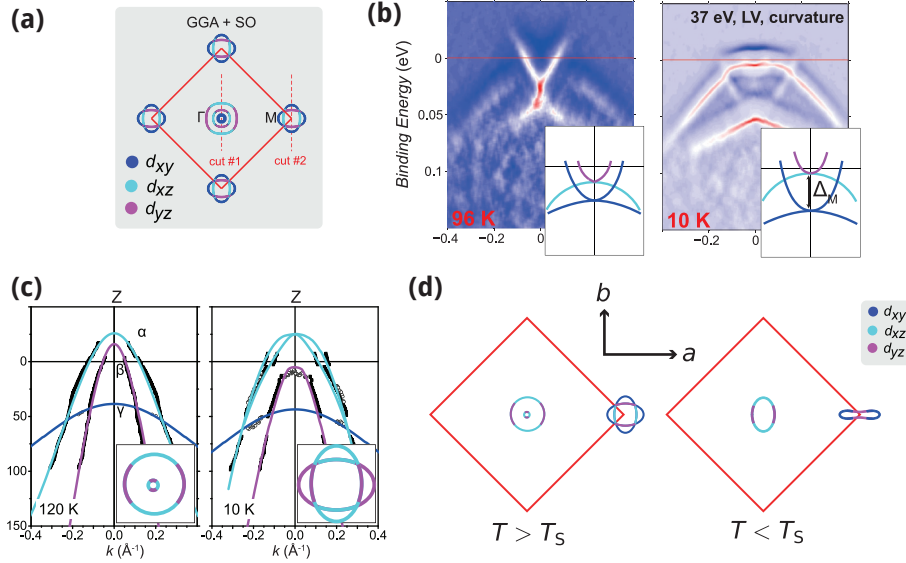 (a)
GGA + SO
Γ
M
cut #1
cut #2
dxy
dxz
dyz
(b)
Binding Energy (eV)
0
0.05
0.1
96 K
−0.4
0
37 eV, LV, curvature
10 K
ΔM
−0.2
0
0.2
(c)
Z
Z
0
50
100
150
α
β
γ
120 K
10 K
−0.4
−0.2
0.0
0.2
0.4
−0.2
0.0
0.2
0.4
k (Å⁻¹)
k (Å⁻¹)
(d)
b
a
dxy
dxz
dyz
T > TS
T < TS